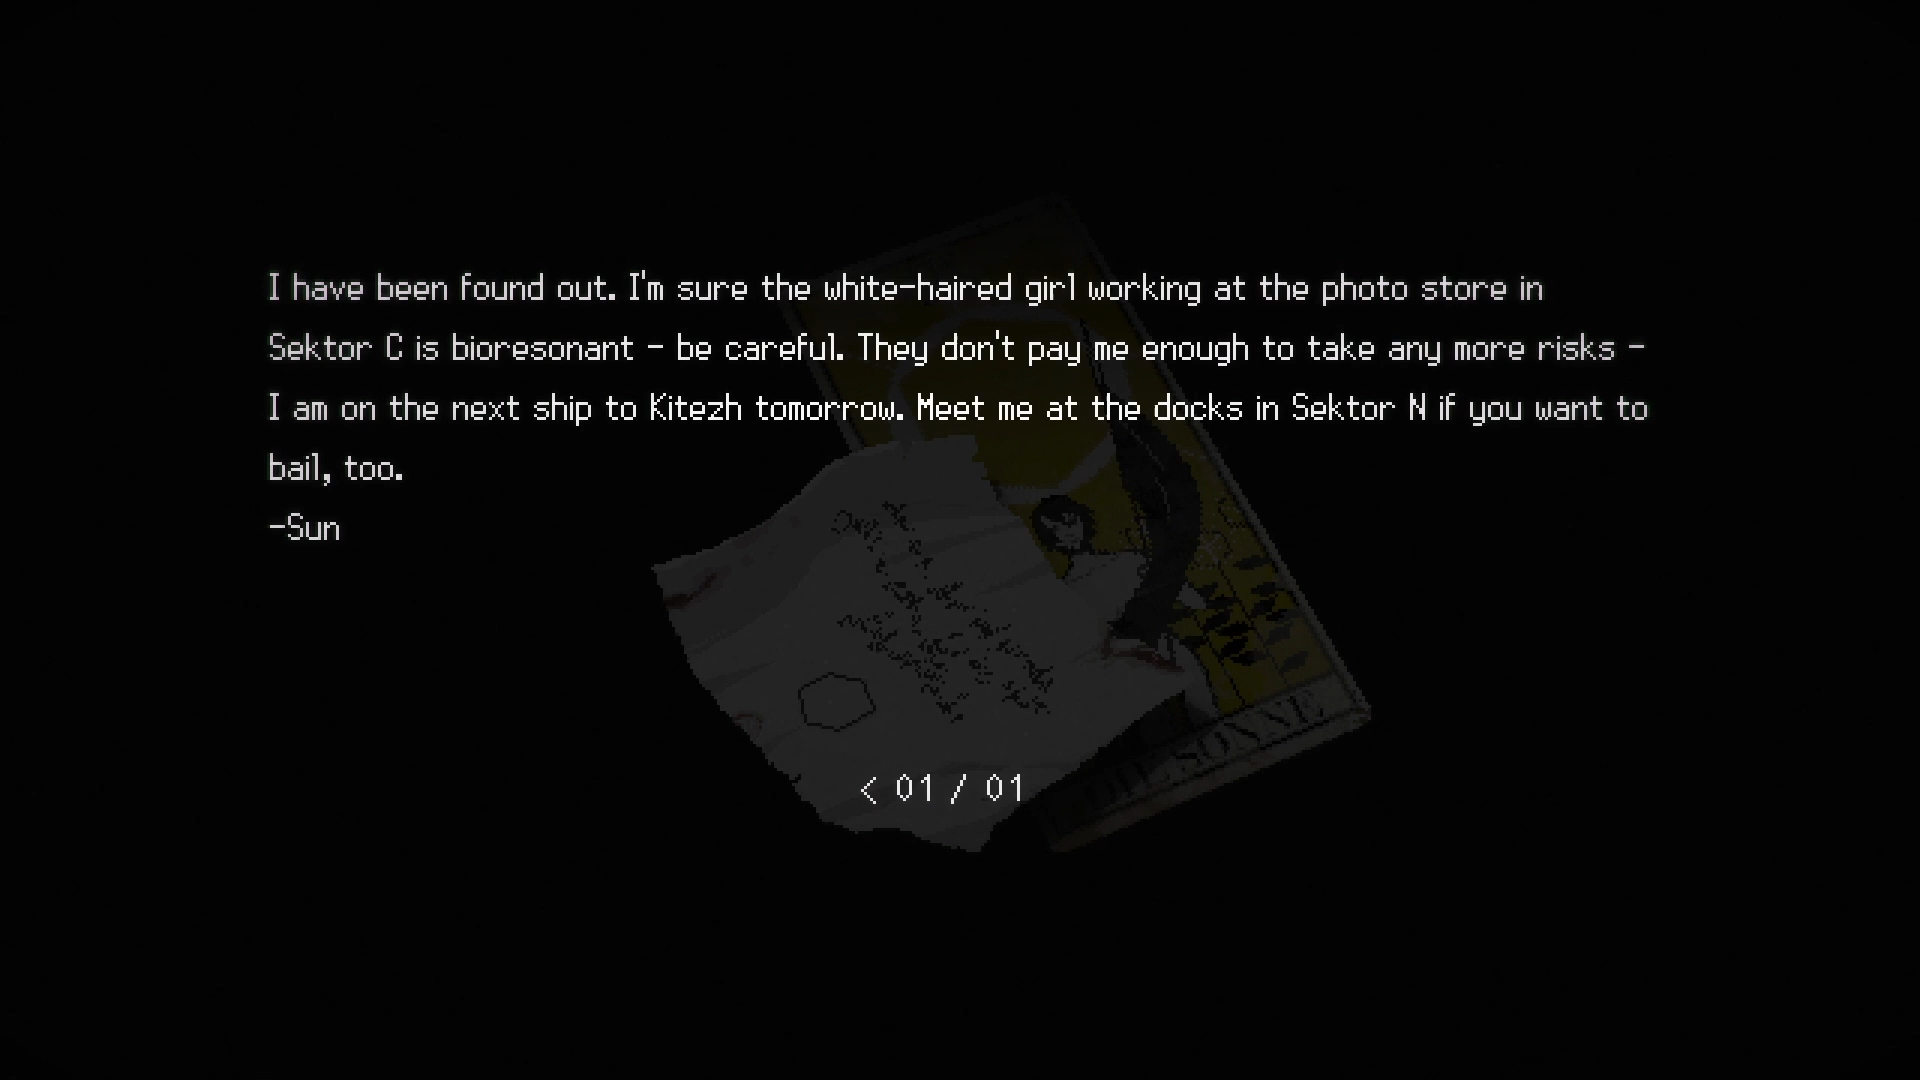 I have been found out. I'm sure the white-haired girl working at the photo store in
Sektor C is bioresonant - be careful. They don't pay me enough to take any more risks -
I am on the next ship to Kitezh tomorrow. Meet me at the docks in Sektor N if you want to
bail, too.
-Sun
SONNE
< 01 / 01